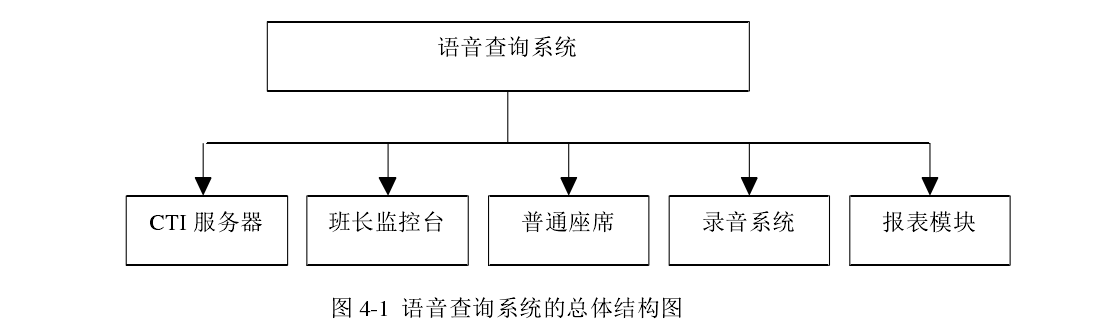 语音查询系统
CTI 服务器
班长监控台
普通座席
录音系统
报表模块
图 4-1 语音查询系统的总体结构图